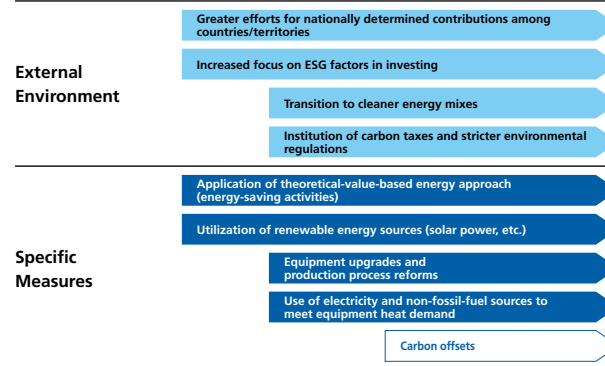 Greater efforts for nationally determined contributions among
countries/territories
Increased focus on ESG factors in investing
External
Environment
Transition to cleaner energy mixes
Institution of carbon taxes and stricter environmental
regulations
Application of theoretical-value-based energy approach
(energy-saving activities)
Utilization of renewable energy sources (solar power, etc.)
Specific
Measures
Equipment upgrades and
production process reforms
Use of electricity and non-fossil-fuel sources to
meet equipment heat demand
Carbon offsets